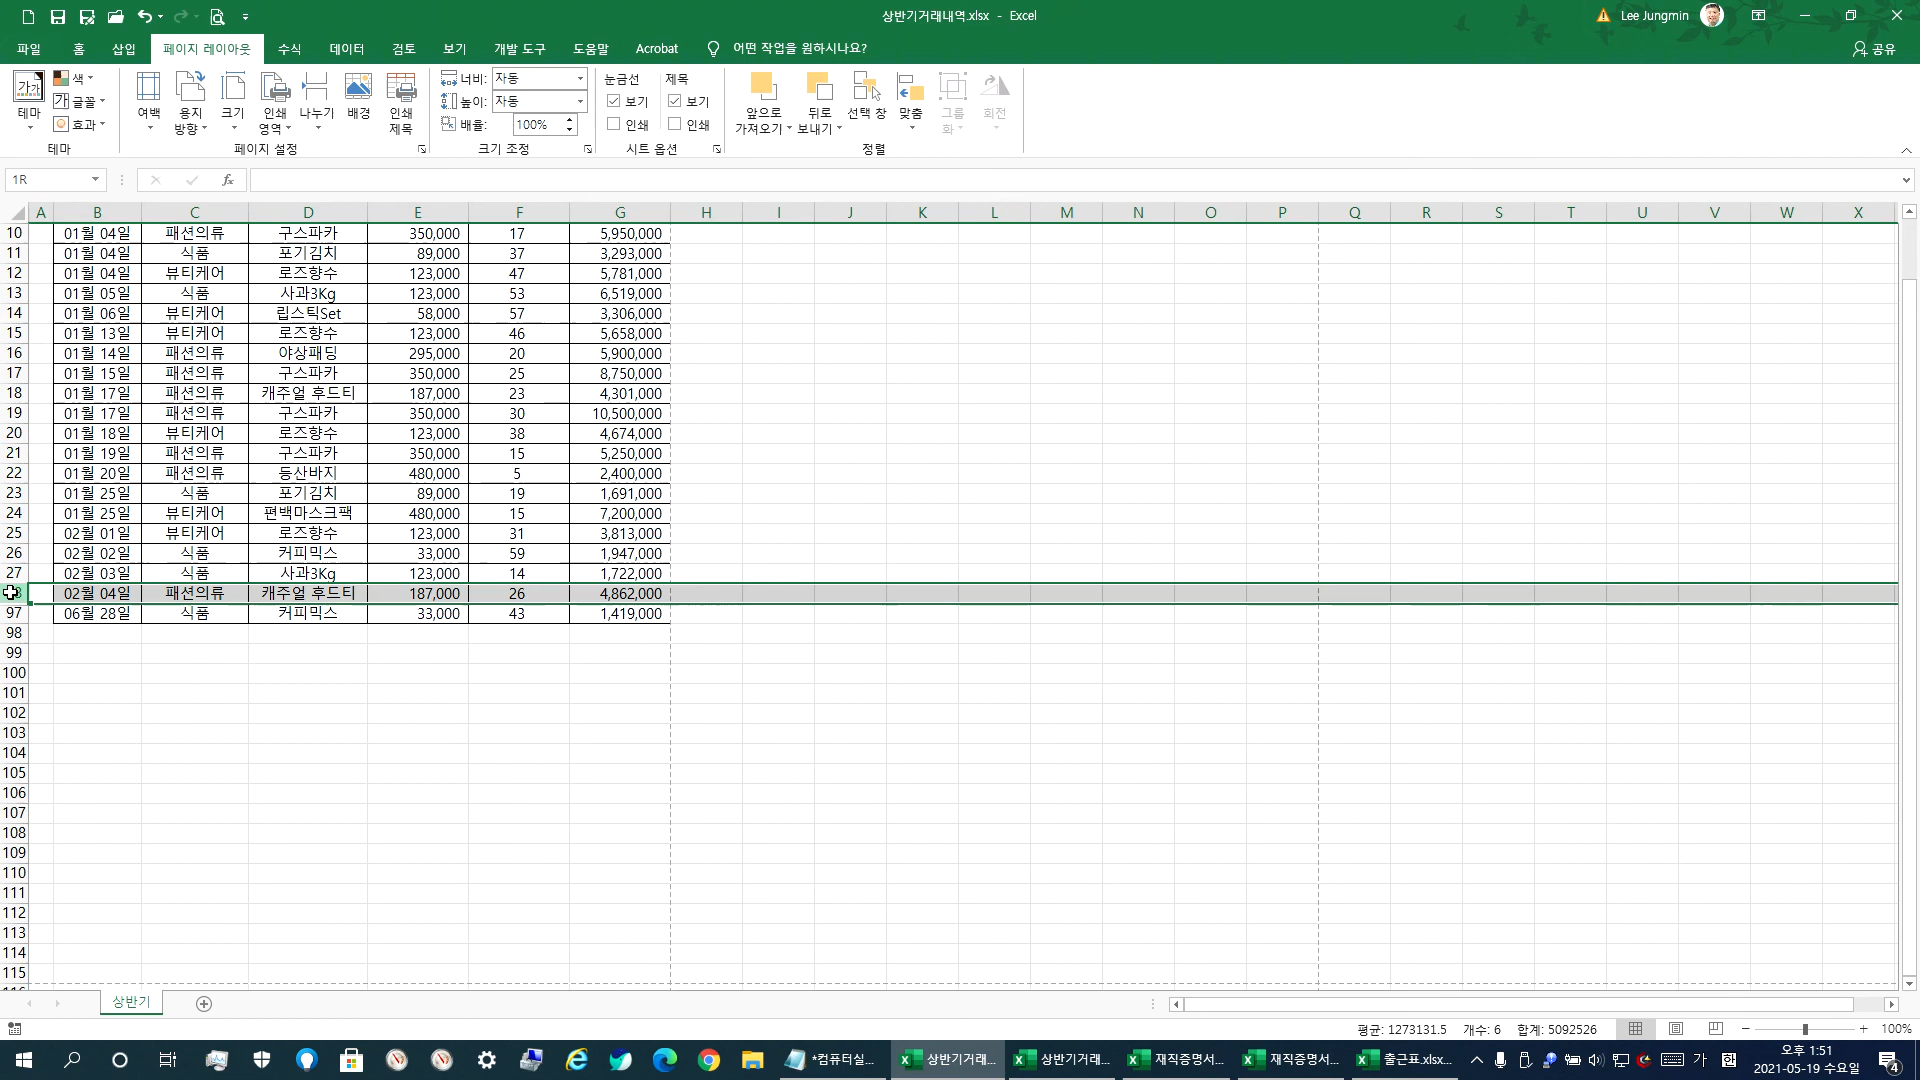 상반기거래내역.xlsx - Excel
Lee Jungmin
파일 홈 삽입 페이지 레이아웃 수식 데이터 검토 보기 개발 도구 도움말 Acrobat 어떤 작업을 원하시나요? 공유
테마
색
글꼴
효과
테마
여백
용지 방향
크기
인쇄 영역
나누기
배경
인쇄 제목
페이지 설정
너비: 자동
높이: 자동
배율: 100%
크기 조정
눈금선 제목
보기 보기
인쇄 인쇄
시트 옵션
앞으로 가져오기
뒤로 보내기
선택 창
맞춤
그룹화
회전
정렬
1R fx
A B C D E F G H I J K L M N O P Q R S T U V W X
10 01월 04일 패션의류 구스파카 350,000 17 5,950,000
11 01월 04일 식품 포기김치 89,000 37 3,293,000
12 01월 04일 뷰티케어 로즈향수 123,000 47 5,781,000
13 01월 05일 식품 사과3Kg 123,000 53 6,519,000
14 01월 06일 뷰티케어 립스틱Set 58,000 57 3,306,000
15 01월 13일 뷰티케어 로즈향수 123,000 46 5,658,000
16 01월 14일 패션의류 야상패딩 295,000 20 5,900,000
17 01월 15일 패션의류 구스파카 350,000 25 8,750,000
18 01월 17일 패션의류 캐주얼 후드티 187,000 23 4,301,000
19 01월 17일 패션의류 구스파카 350,000 30 10,500,000
20 01월 18일 뷰티케어 로즈향수 123,000 38 4,674,000
21 01월 19일 패션의류 구스파카 350,000 15 5,250,000
22 01월 20일 패션의류 등산바지 480,000 5 2,400,000
23 01월 25일 식품 포기김치 89,000 19 1,691,000
24 01월 25일 뷰티케어 편백마스크팩 480,000 15 7,200,000
25 02월 01일 뷰티케어 로즈향수 123,000 31 3,813,000
26 02월 02일 식품 커피믹스 33,000 59 1,947,000
27 02월 03일 식품 사과3Kg 123,000 14 1,722,000
02월 04일 패션의류 캐주얼 후드티 187,000 26 4,862,000
97 06월 28일 식품 커피믹스 33,000 43 1,419,000
98
99
100
101
102
103
104
105
106
107
108
109
110
111
112
113
114
115
상반기
평균: 1273131.5 개수: 6 합계: 5092526 100%
*컴퓨터실... 상반기거래... 상반기거래... 재직증명서... 재직증명서... 출근표.xlsx... 가 한 오후 1:51
2021-05-19 수요일 4